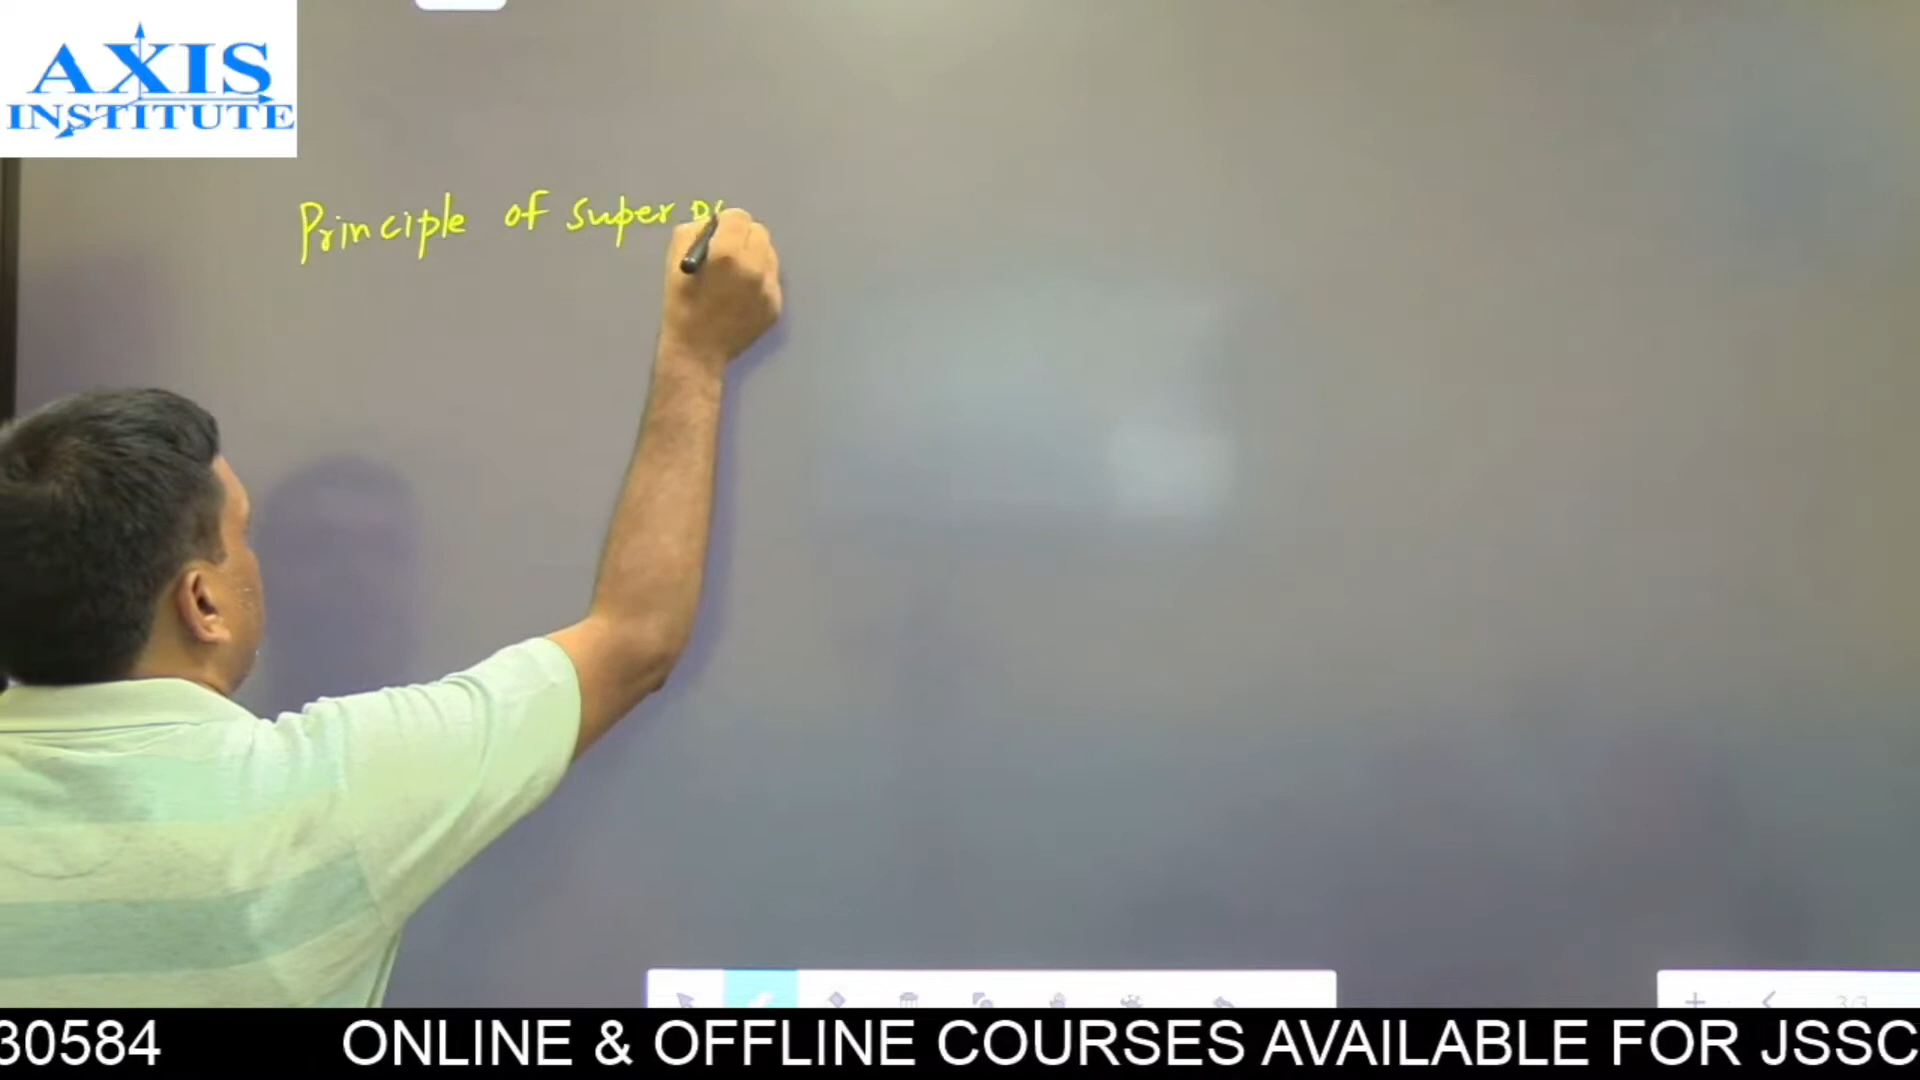 AXIS
INSTITUTE
Principle of super
30584 ONLINE & OFFLINE COURSES AVAILABLE FOR JSSC